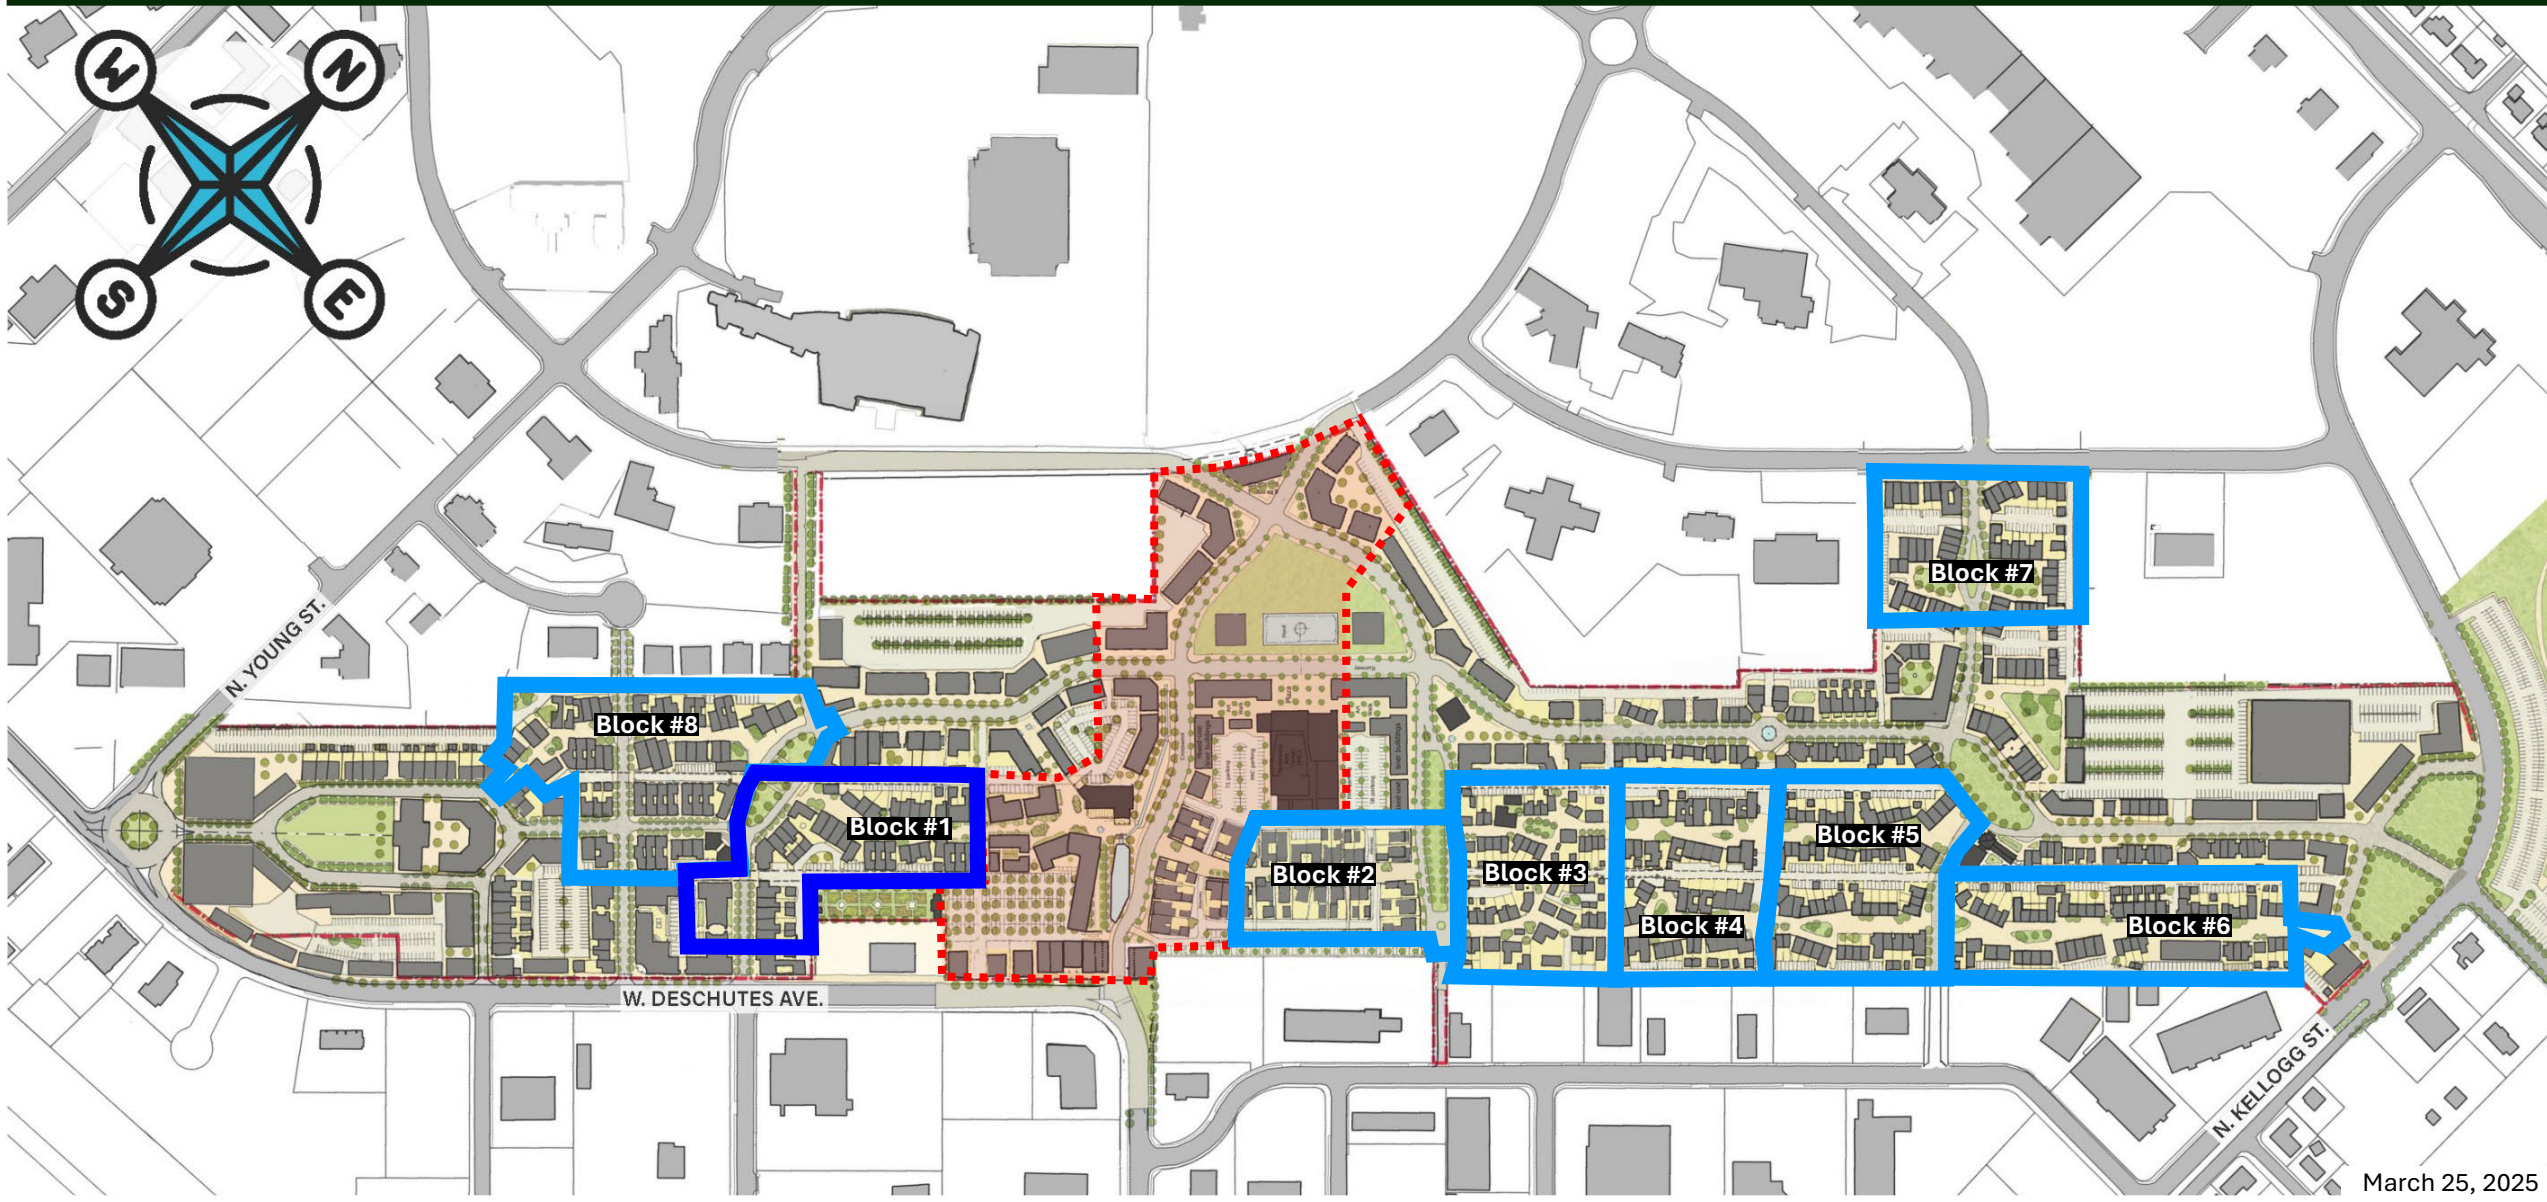 W
N
S
E
N. YOUNG ST.
Block #7
Block #8
Block #1
Block #5
Block #2
Block #3
Block #4
Block #6
W. DESCHUTES AVE.
N. KELLOGG ST.
March 25, 2025